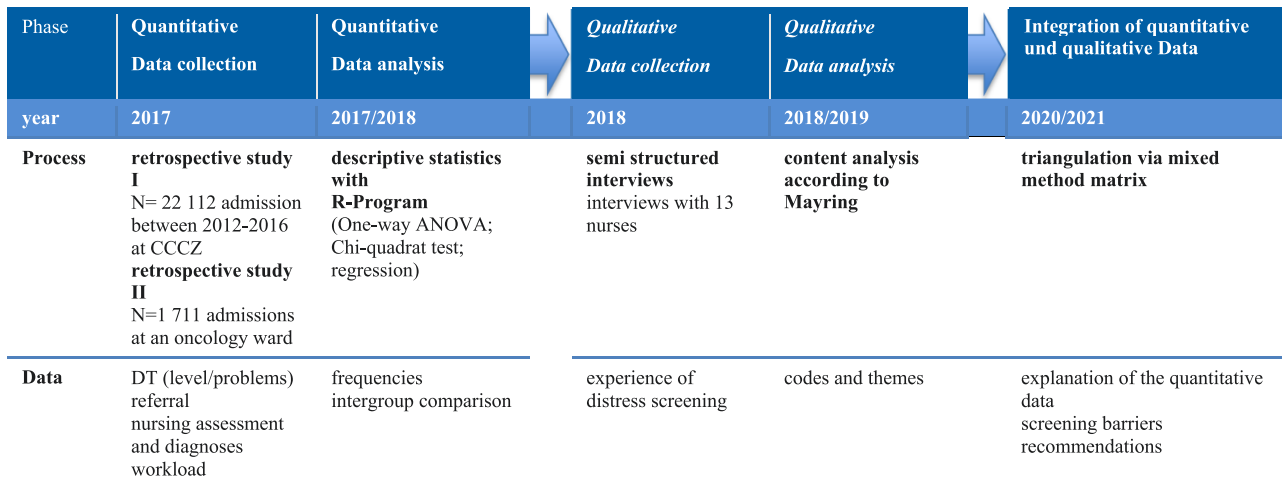 Phase
Quantitative
Data collection
Quantitative
Data analysis
Qualitative
Data collection
Qualitative
Data analysis
Integration of quantitative
und qualitative Data
year
2017
2017/2018
2018
2018/2019
2020/2021
Process
retrospective study
I
N= 22 112 admission
between 2012-2016
at CCCZ
retrospective study
II
N=1 711 admissions
at an oncology ward
descriptive statistics
with
R-Program
(One-way ANOVA;
Chi-quadrat test;
regression)
semi structured
interviews
interviews with 13
nurses
content analysis
according to
Mayring
triangulation via mixed
method matrix
Data
DT (level/problems)
referral
nursing assessment
and diagnoses
workload
frequencies
intergroup comparison
experience of
distress screening
codes and themes
explanation of the quantitative
data
screening barriers
recommendations